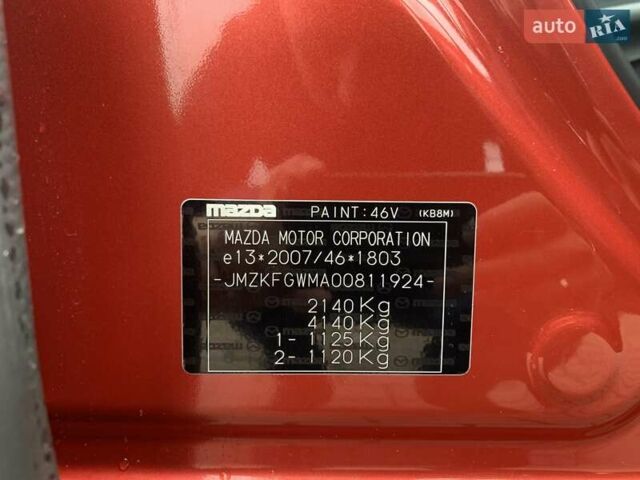 auto RIA .com
mazda PAINT:46V (KB8M)
MAZDA MOTOR CORPORATION
e13*2007/46*1803
-JMZKFGWMA00811924-
2140Kg
4140Kg
1-1125Kg
2-1120Kg